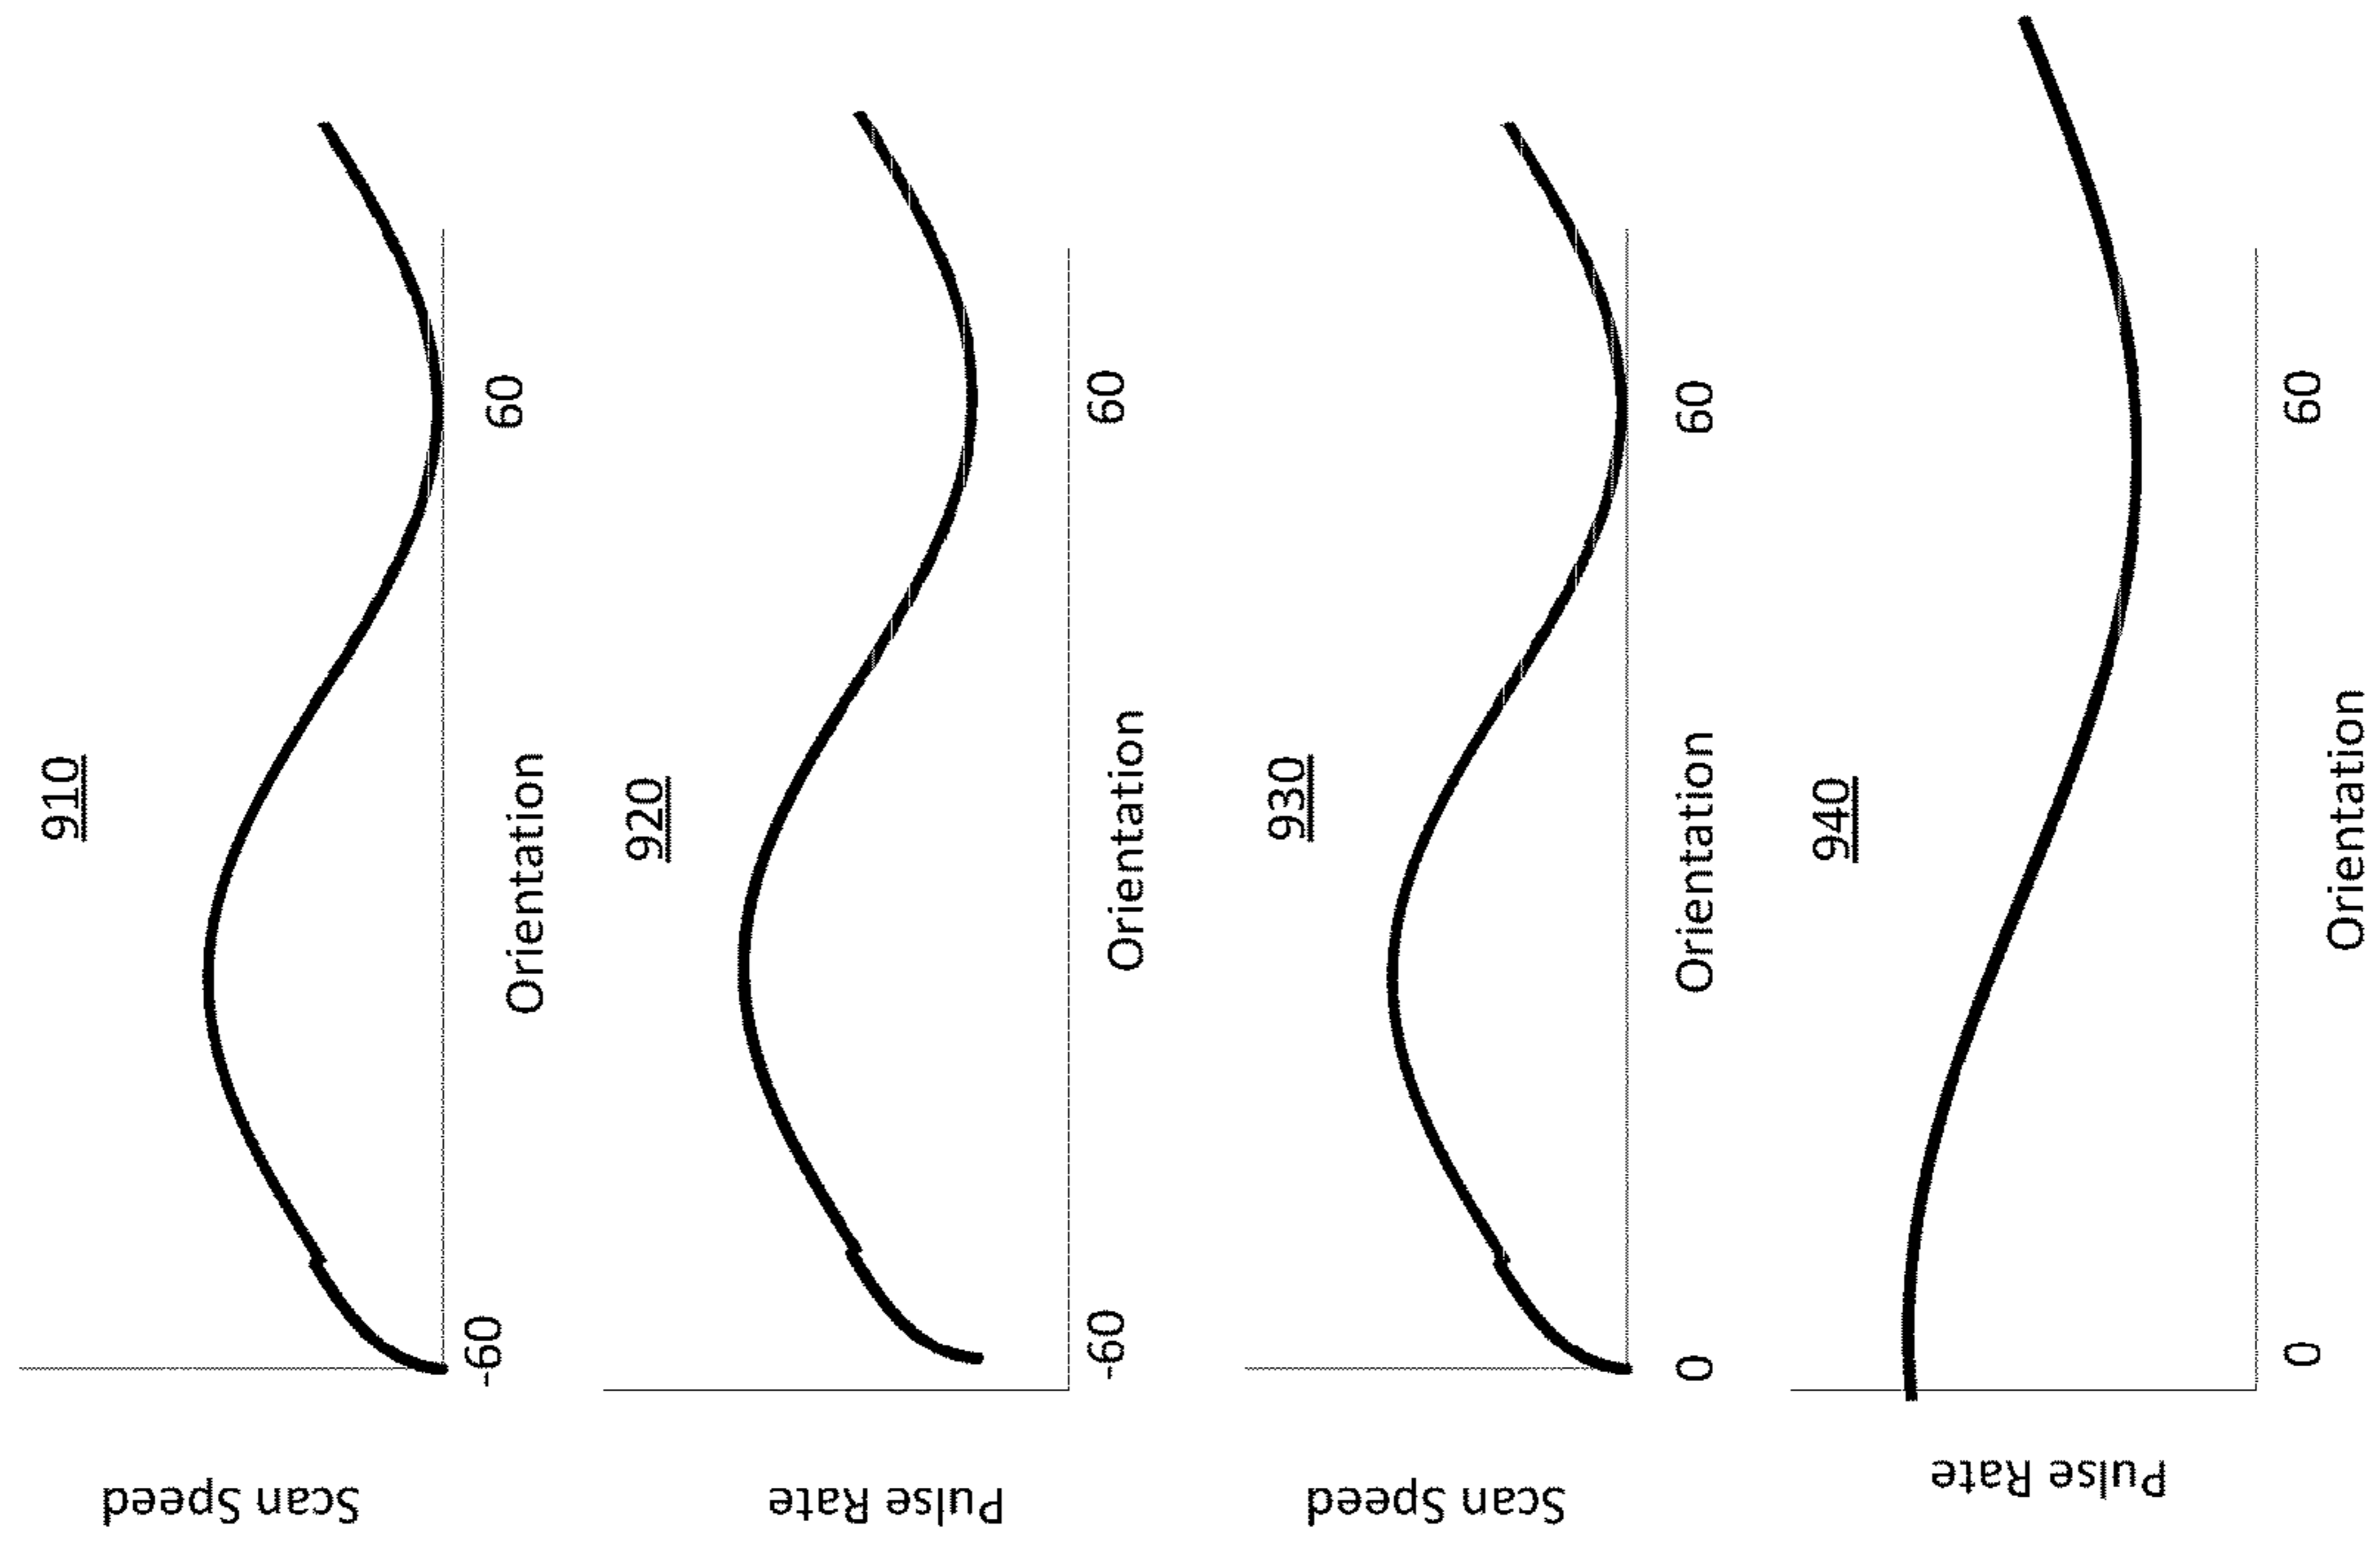 910
Scan Speed
-60
60
Orientation
920
Pulse Rate
-60
60
Orientation
930
Scan Speed
0
60
Orientation
940
Pulse Rate
0
60
Orientation